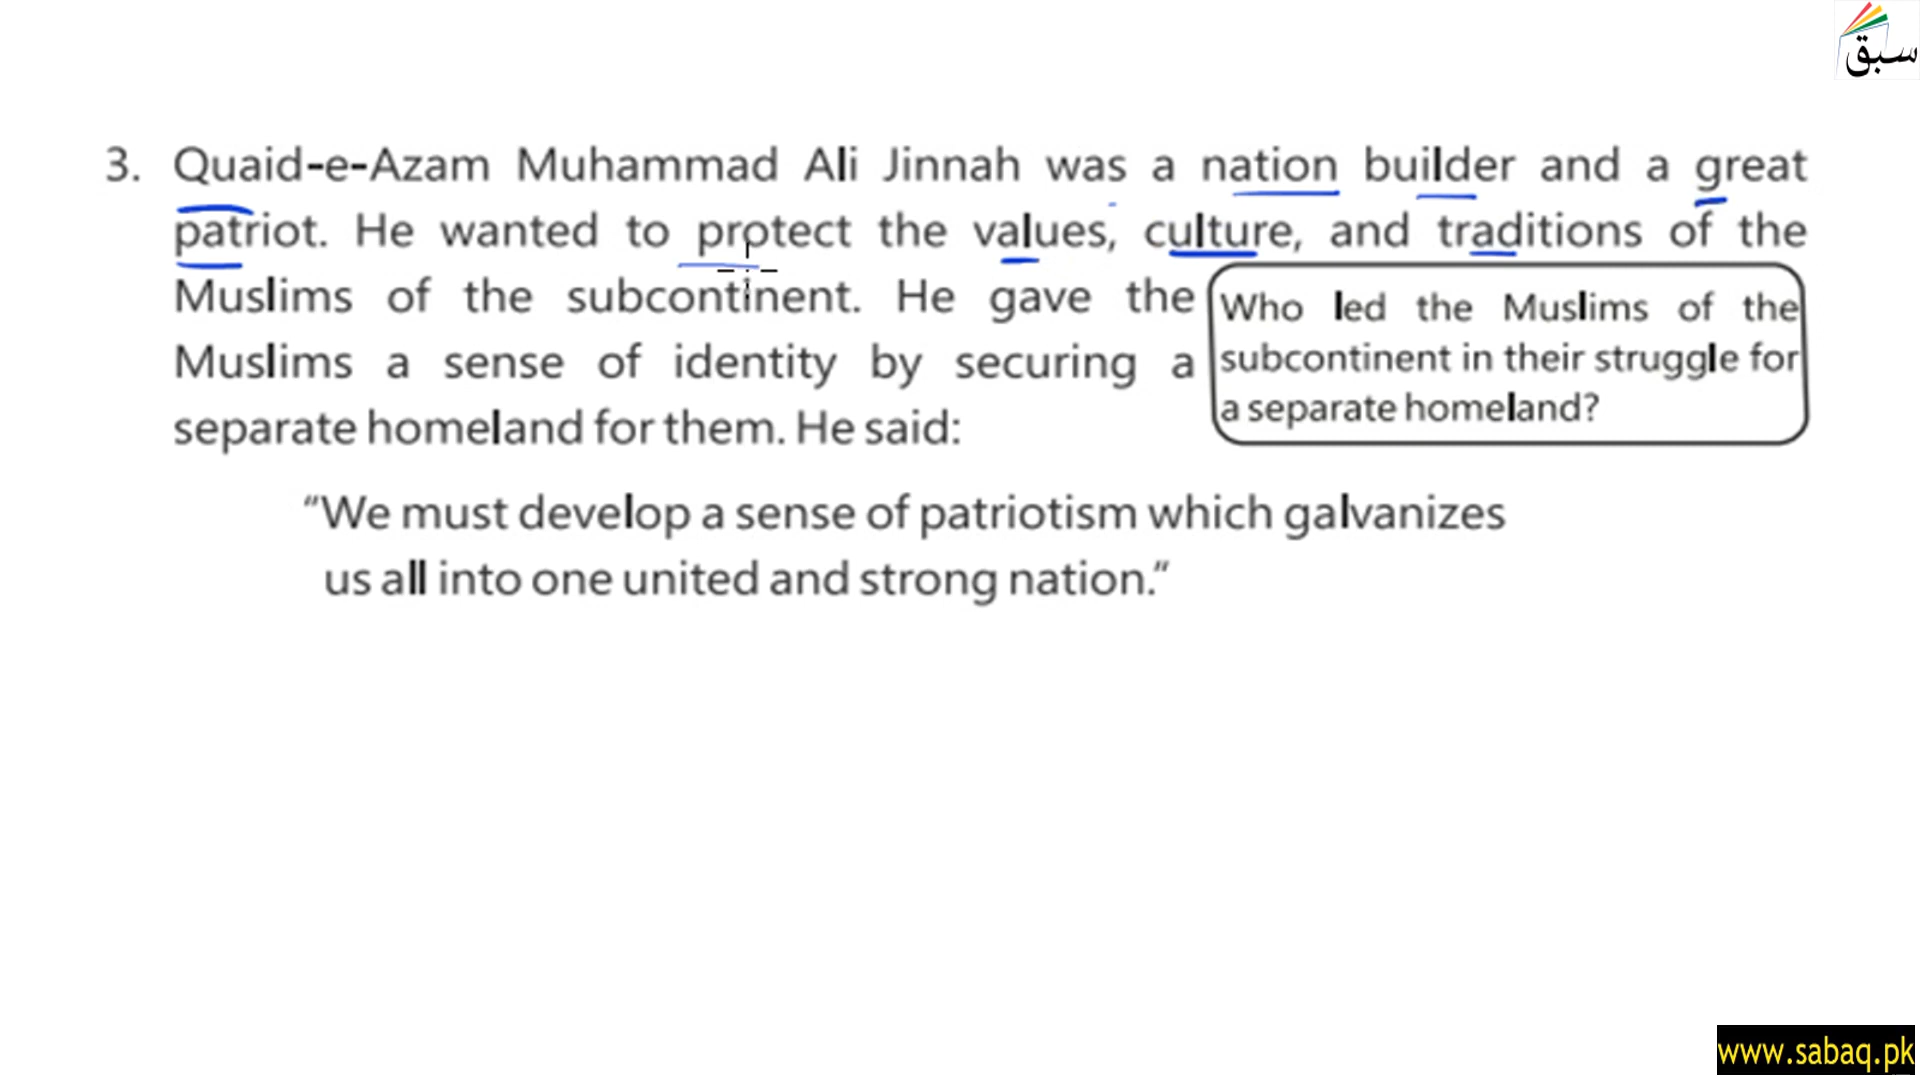 سبق
3. Quaid-e-Azam Muhammad Ali Jinnah was a nation builder and a great
patriot. He wanted to protect the values, culture, and traditions of the
Muslims of the subcontinent. He gave the
Muslims a sense of identity by securing a
separate homeland for them. He said:
Who led the Muslims of the
subcontinent in their struggle for
a separate homeland?
“We must develop a sense of patriotism which galvanizes
us all into one united and strong nation.”
www.sabaq.pk